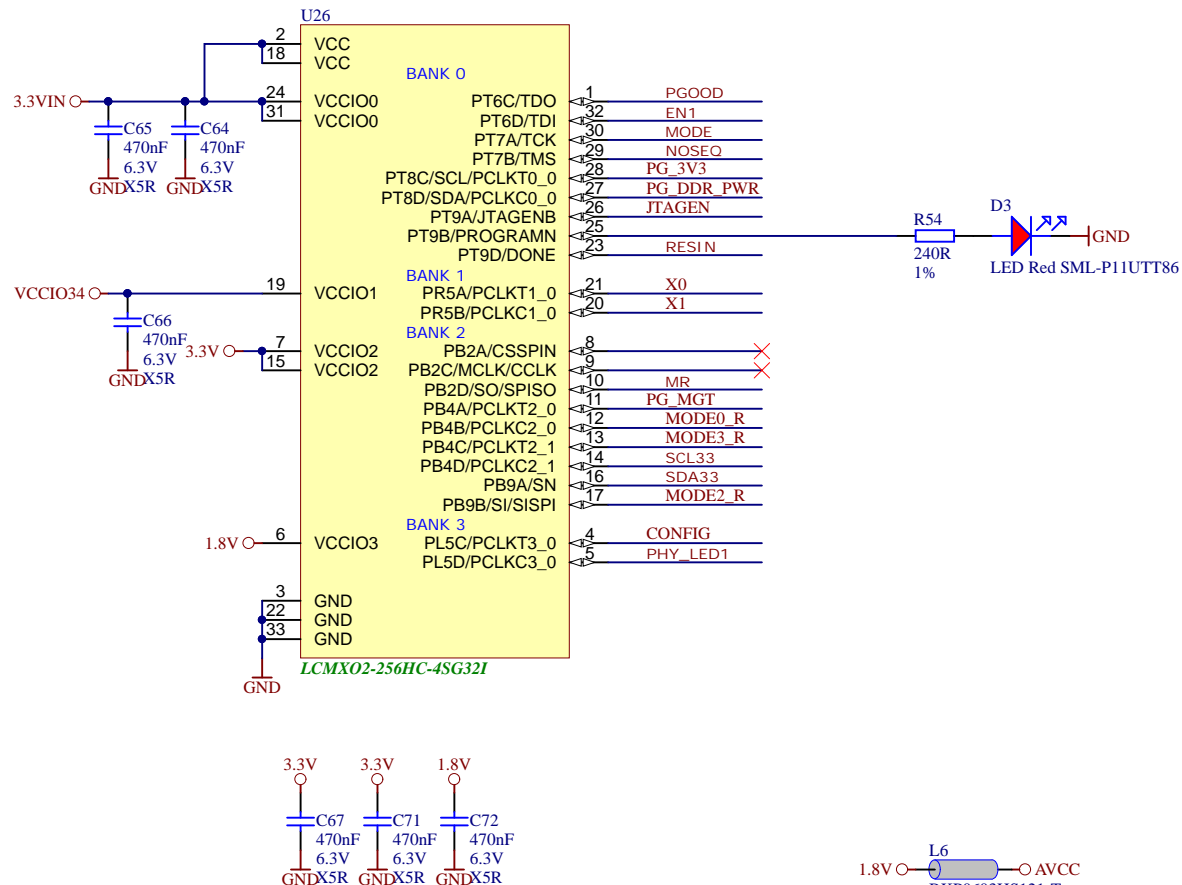 U26
2 VCC
18 VCC
BANK 0
3.3VIN
24 VCCIO0
31 VCCIO0
C65
470nF
6.3V
X5R
GND
C64
470nF
6.3V
X5R
GND
PT6C/TDO 1 PGOOD
PT6D/TDI 32 EN1
PT7A/TCK 30 MODE
PT7B/TMS 29 NOSEQ
PT8C/SCL/PCLKT0_0 28 PG_3V3
PT8D/SDA/PCLKC0_0 27 PG_DDR_PWR
PT9A/JTAGENB 26 JTAGEN
PT9B/PROGRAMN 25
PT9D/DONE 23 RESIN
R54
240R
1%
D3
GND
LED Red SML-P11UTT86
BANK 1
VCCIO34
19 VCCIO1
C66
470nF
6.3V
X5R
GND
PR5A/PCLKT1_0 21 X0
PR5B/PCLKC1_0 20 X1
BANK 2
3.3V
7 VCCIO2
15 VCCIO2
PB2A/CSSPIN 8
PB2C/MCLK/CCLK 9
PB2D/SO/SPISO 10 MR
PB4A/PCLKT2_0 11 PG_MGT
PB4B/PCLKC2_0 12 MODE0_R
PB4C/PCLKT2_1 13 MODE3_R
PB4D/PCLKC2_1 14 SCL33
PB9A/SN 16 SDA33
PB9B/SI/SISPI 17 MODE2_R
BANK 3
1.8V
6 VCCIO3
PL5C/PCLKT3_0 4 CONFIG
PL5D/PCLKC3_0 5 PHY_LED1
3 GND
22 GND
33 GND
GND
LCMXO2-256HC-4SG32I
3.3V
C67
470nF
6.3V
X5R
GND
3.3V
C71
470nF
6.3V
X5R
GND
1.8V
C72
470nF
6.3V
X5R
GND
L6
1.8V
AVCC